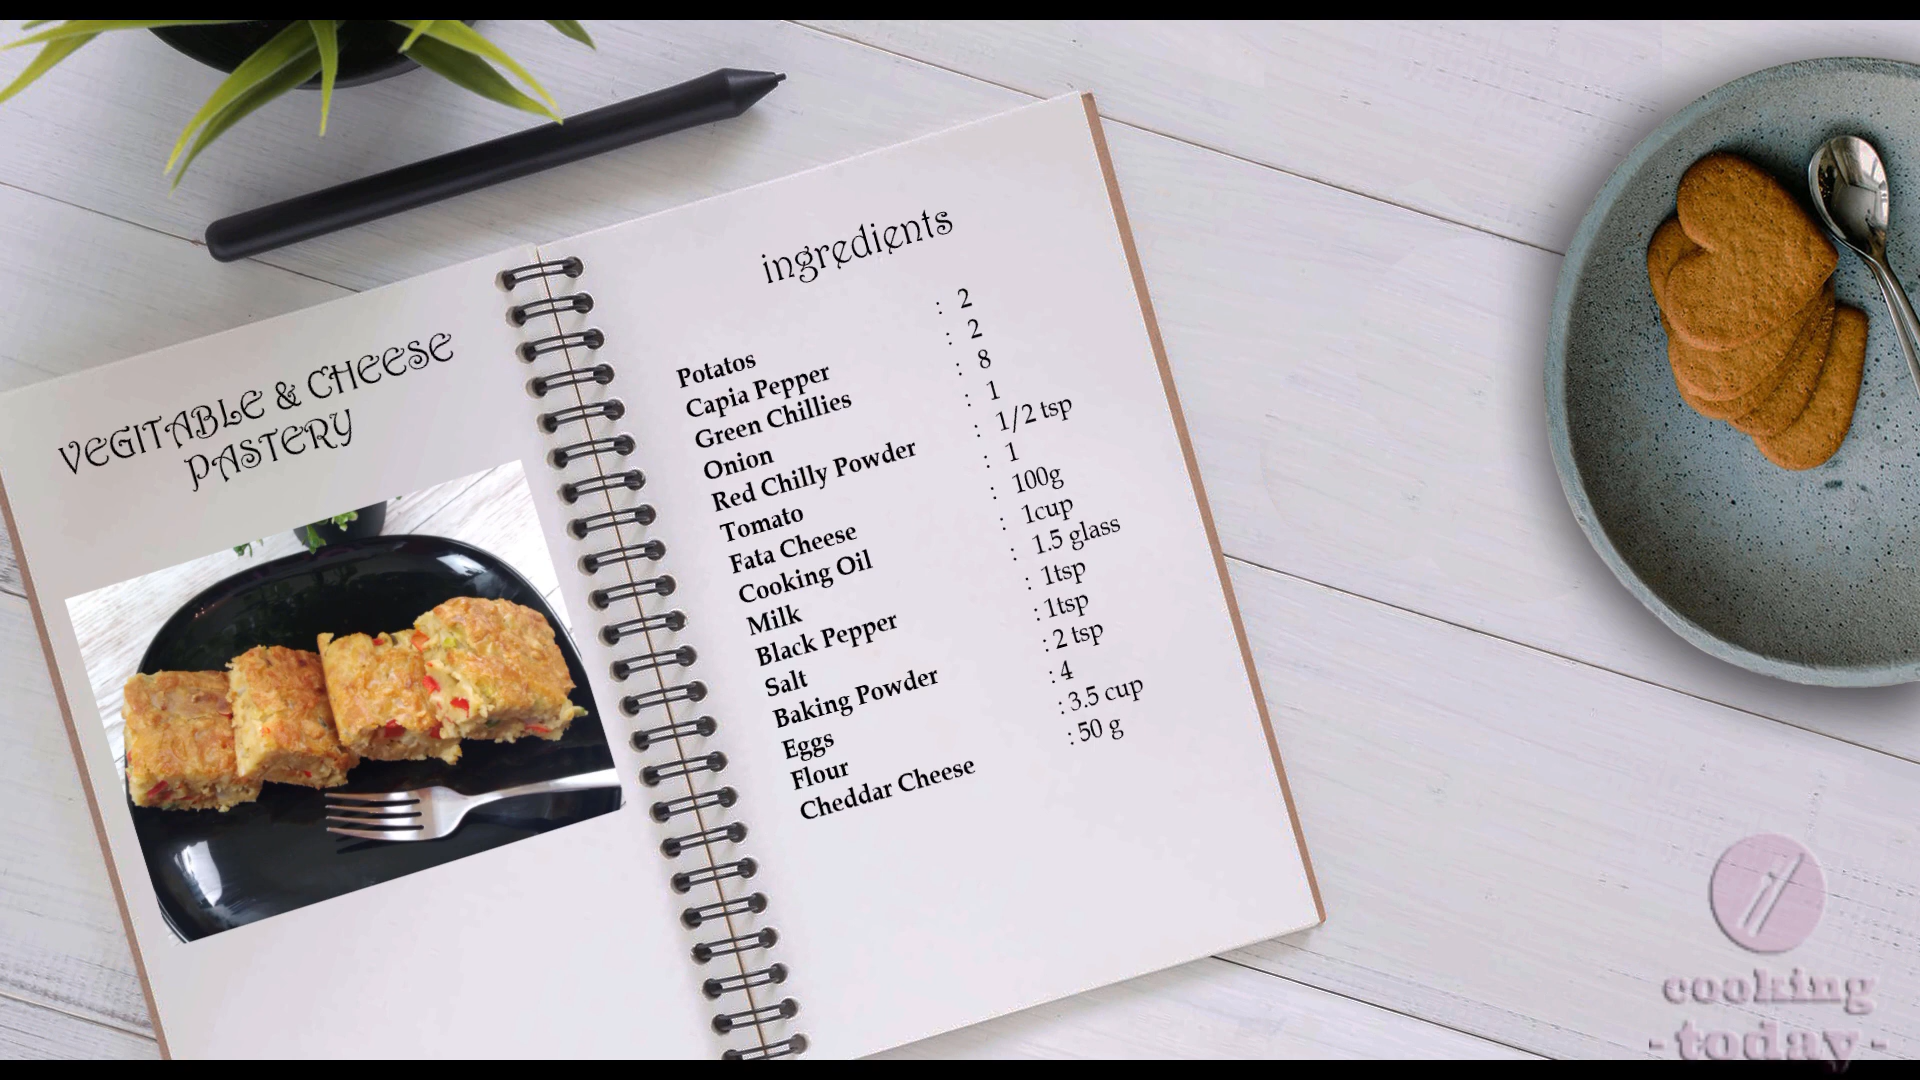 VEGITABLE & CHEESE
PASTERY
ingredients
Potatos : 2
Capia Pepper : 2
Green Chillies : 8
Onion : 1
Red Chilly Powder : 1/2 tsp
Tomato : 1
Fata Cheese : 100g
Cooking Oil : 1cup
Milk : 1.5 glass
Black Pepper : 1tsp
Salt : 1tsp
Baking Powder : 2 tsp
Eggs : 4
Flour : 3.5 cup
Cheddar Cheese : 50 g
cooking
- today -